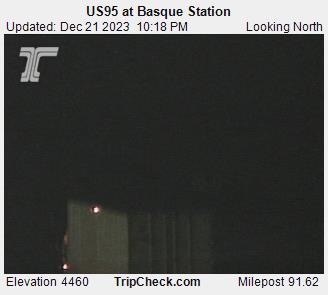 US95 at Basque Station
Updated: Dec 21 2023 10:18 PM Looking North
Elevation 4460 TripCheck.com Milepost 91.62